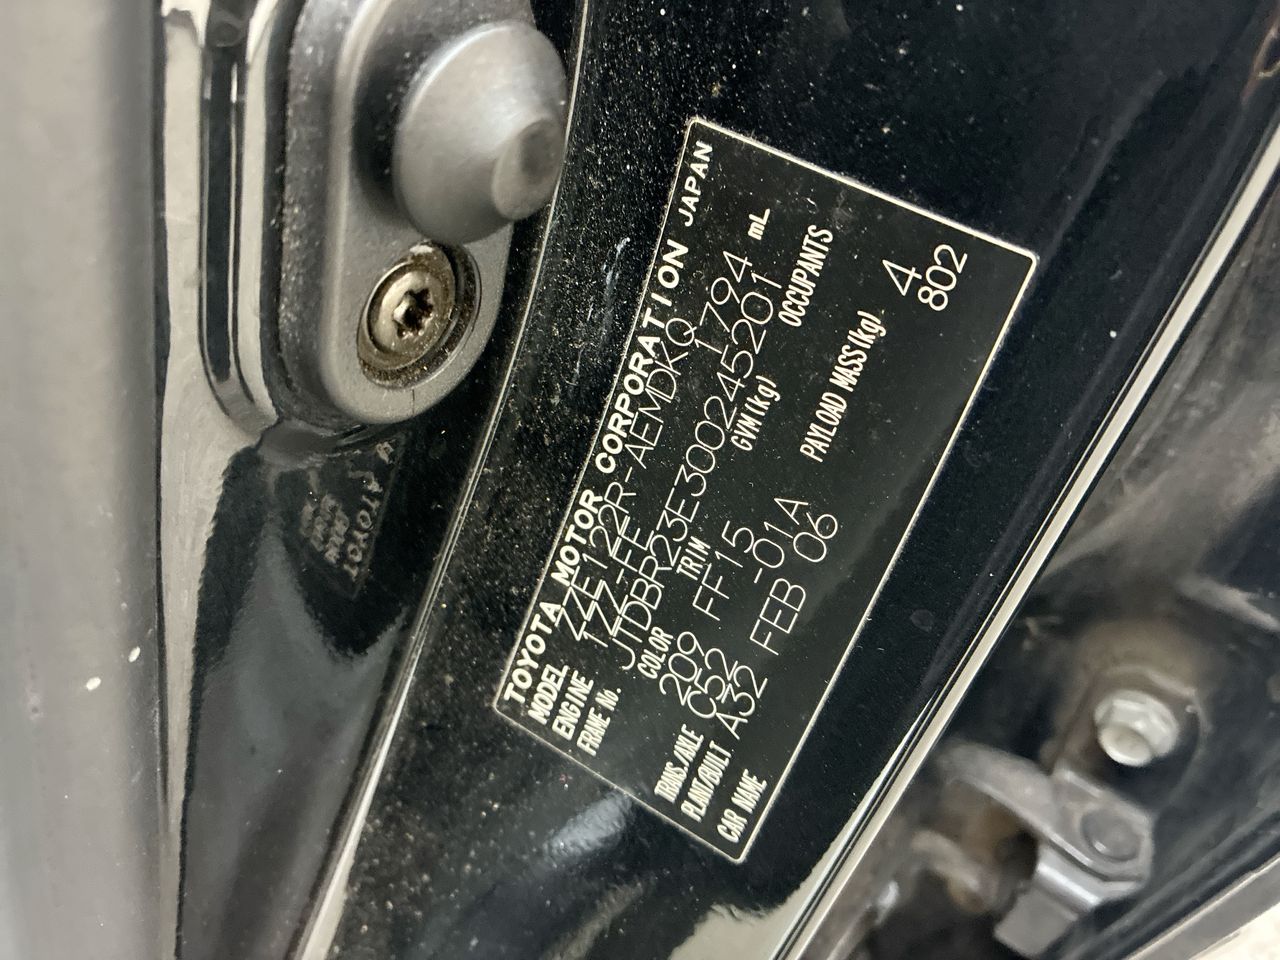 TOYOTA MOTOR CORPORATION JAPAN
MODEL ZZE122R-AEMDKQ
ENGINE 1ZZ-FE 1794 mL
FRAME No. JTDBR23E300245201
COLOR TRIM GVM(kg) OCCUPANTS
209 FF15
TRANS./AXLE C52 -01A PAYLOAD MASS(kg) 4
PLANT/BUILT A32 FEB 06 802
CAR NAME